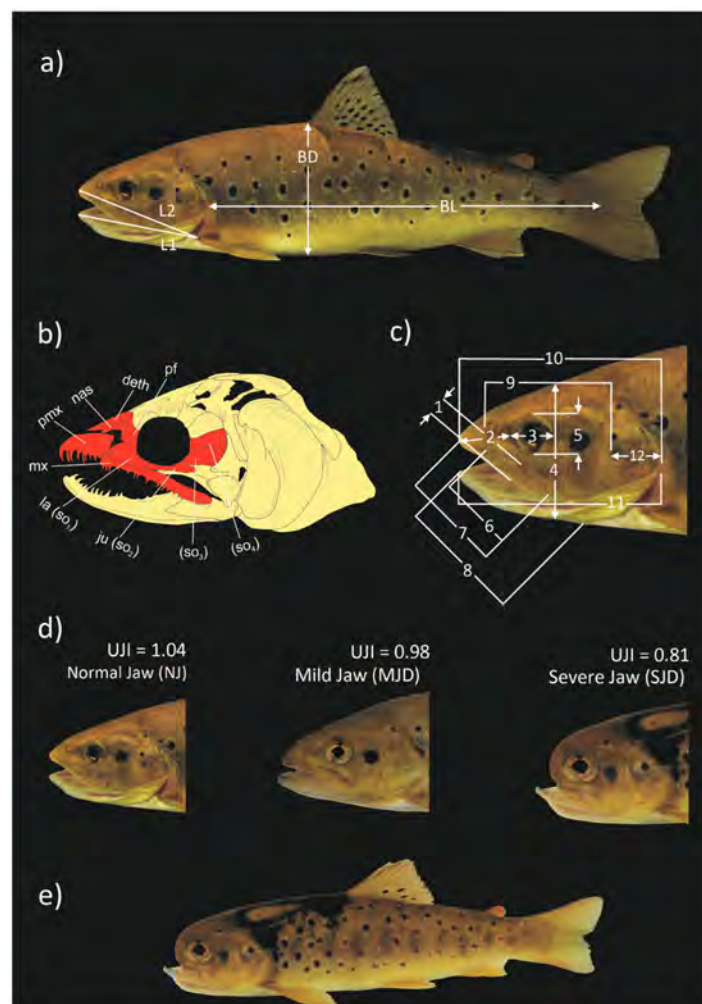 a)
BD
L2
BL
L1
b)
c)
pf
deth
nas
pmx
mx
la (so₁)
ju (so₂)
(so₃)
(so₄)
10
9
1
2
3
5
4
12
11
6
7
8
d)
UJI = 1.04
Normal Jaw (NJ)
UJI = 0.98
Mild Jaw (MJD)
UJI = 0.81
Severe Jaw (SJD)
e)